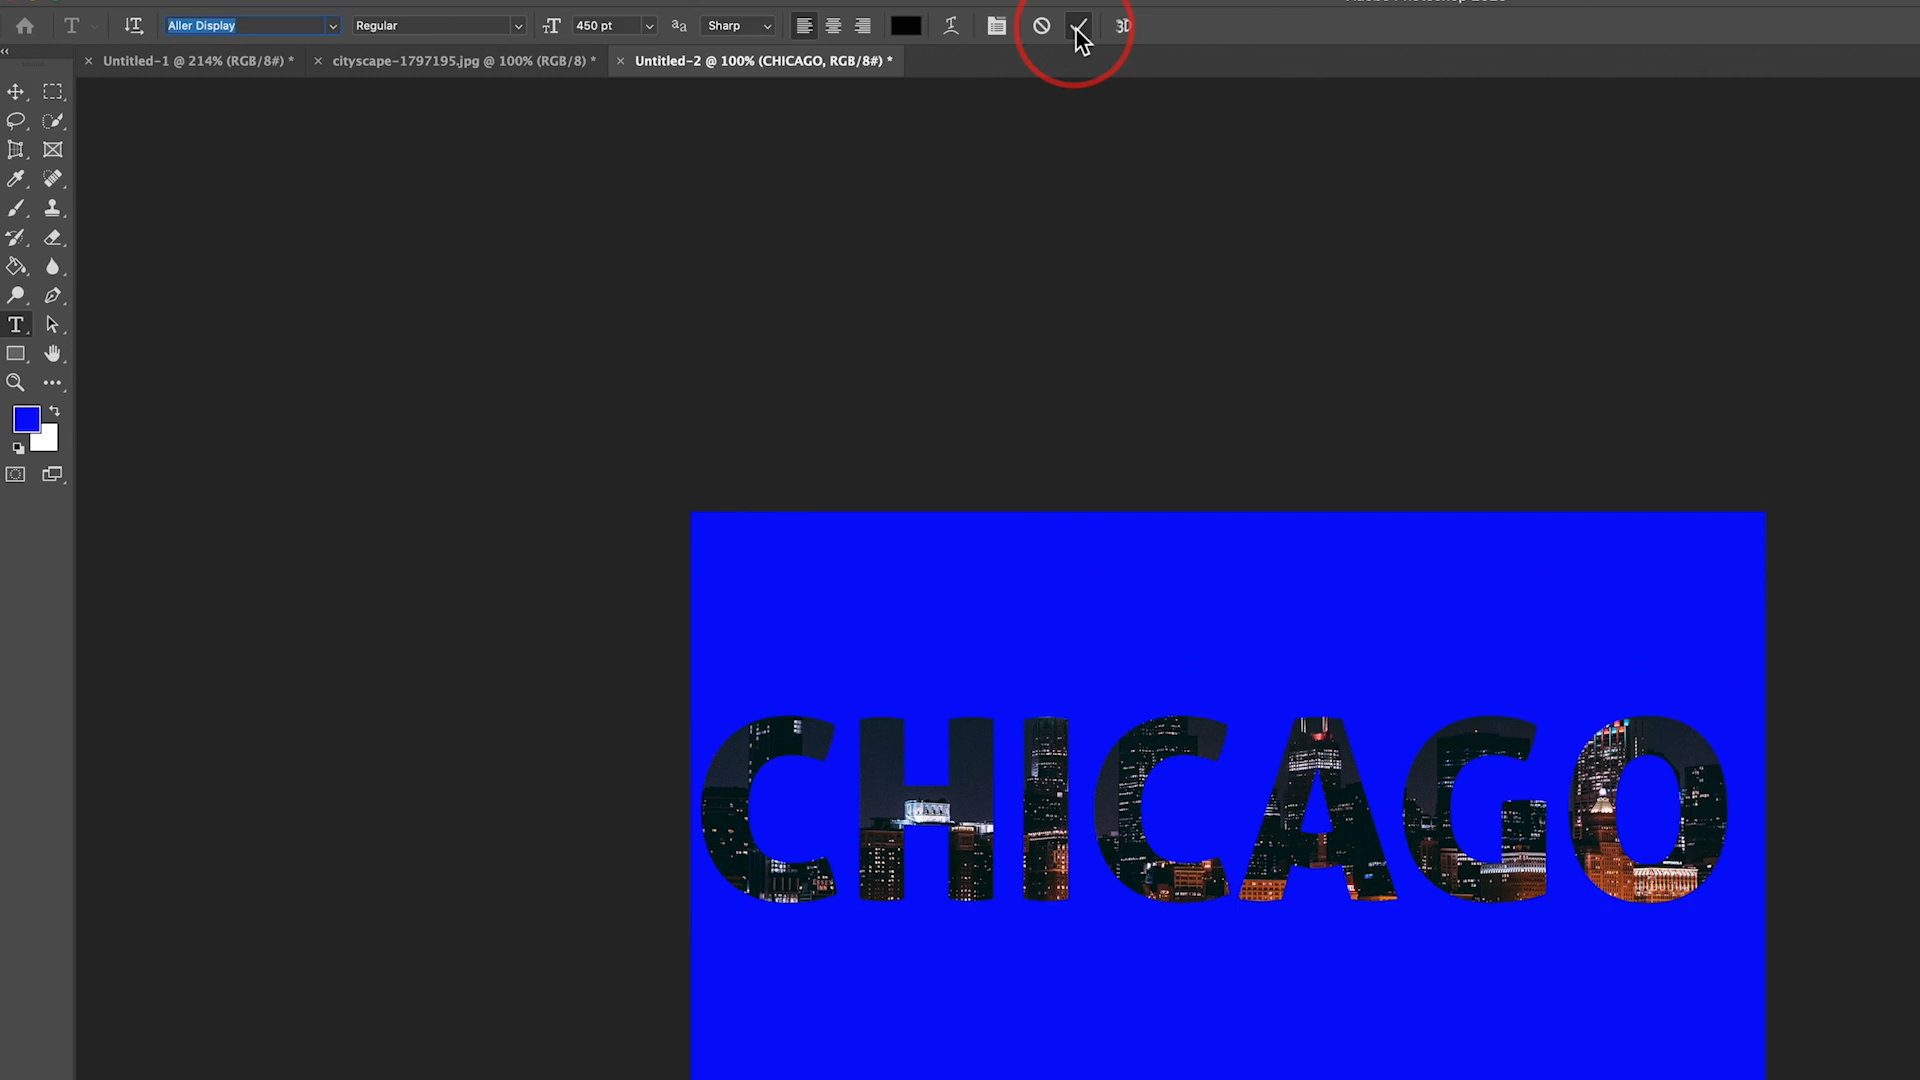 Aller Display Regular 450 pt Sharp 3D
Untitled-1 @ 214% (RGB/8#) * cityscape-1797195.jpg @ 100% (RGB/8) * Untitled-2 @ 100% (CHICAGO, RGB/8#) *
CHICAGO